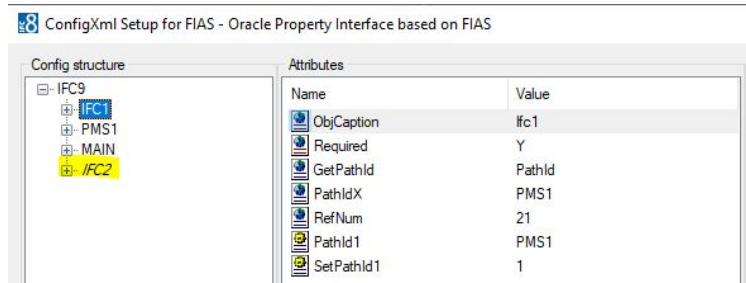 ConfigXml Setup for FIAS - Oracle Property Interface based on FIAS
Config structure
IFC9
IFC1
PMS1
MAIN
IFC2
Attributes
Name Value
ObjCaption Ifc1
Required Y
GetPathId PathId
PathIdX PMS1
RefNum 21
PathId1 PMS1
SetPathId1 1